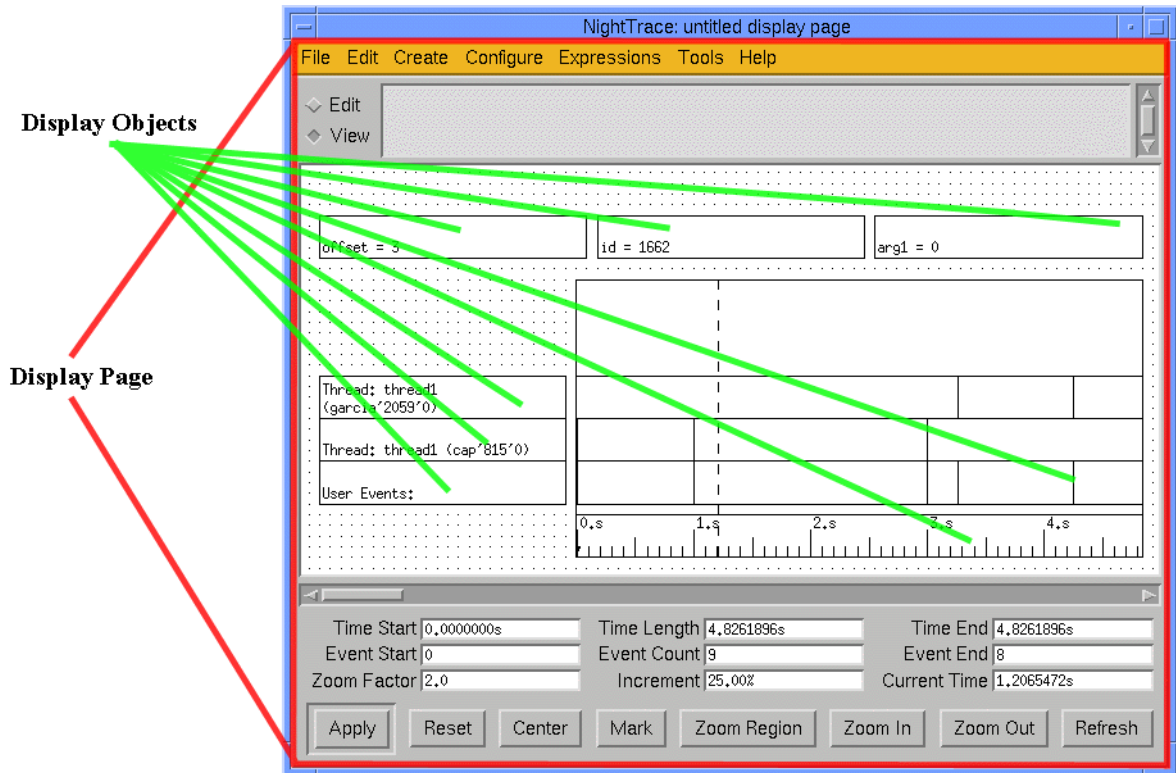 NightTrace: untitled display page
File Edit Create Configure Expressions Tools Help
Edit
View
Display Objects
offset = 3
id = 1662
arg1 = 0
Display Page
Thread: thread1
(garcia'2059'0)
Thread: thread1 (cap'815'0)
User Events:
0.s 1.s 2.s 3.s 4.s
Time Start 0.0000000s Time Length 4.8261896s Time End 4.8261896s
Event Start 0 Event Count 9 Event End 8
Zoom Factor 2.0 Increment 25.00% Current Time 1.2065472s
Apply Reset Center Mark Zoom Region Zoom In Zoom Out Refresh